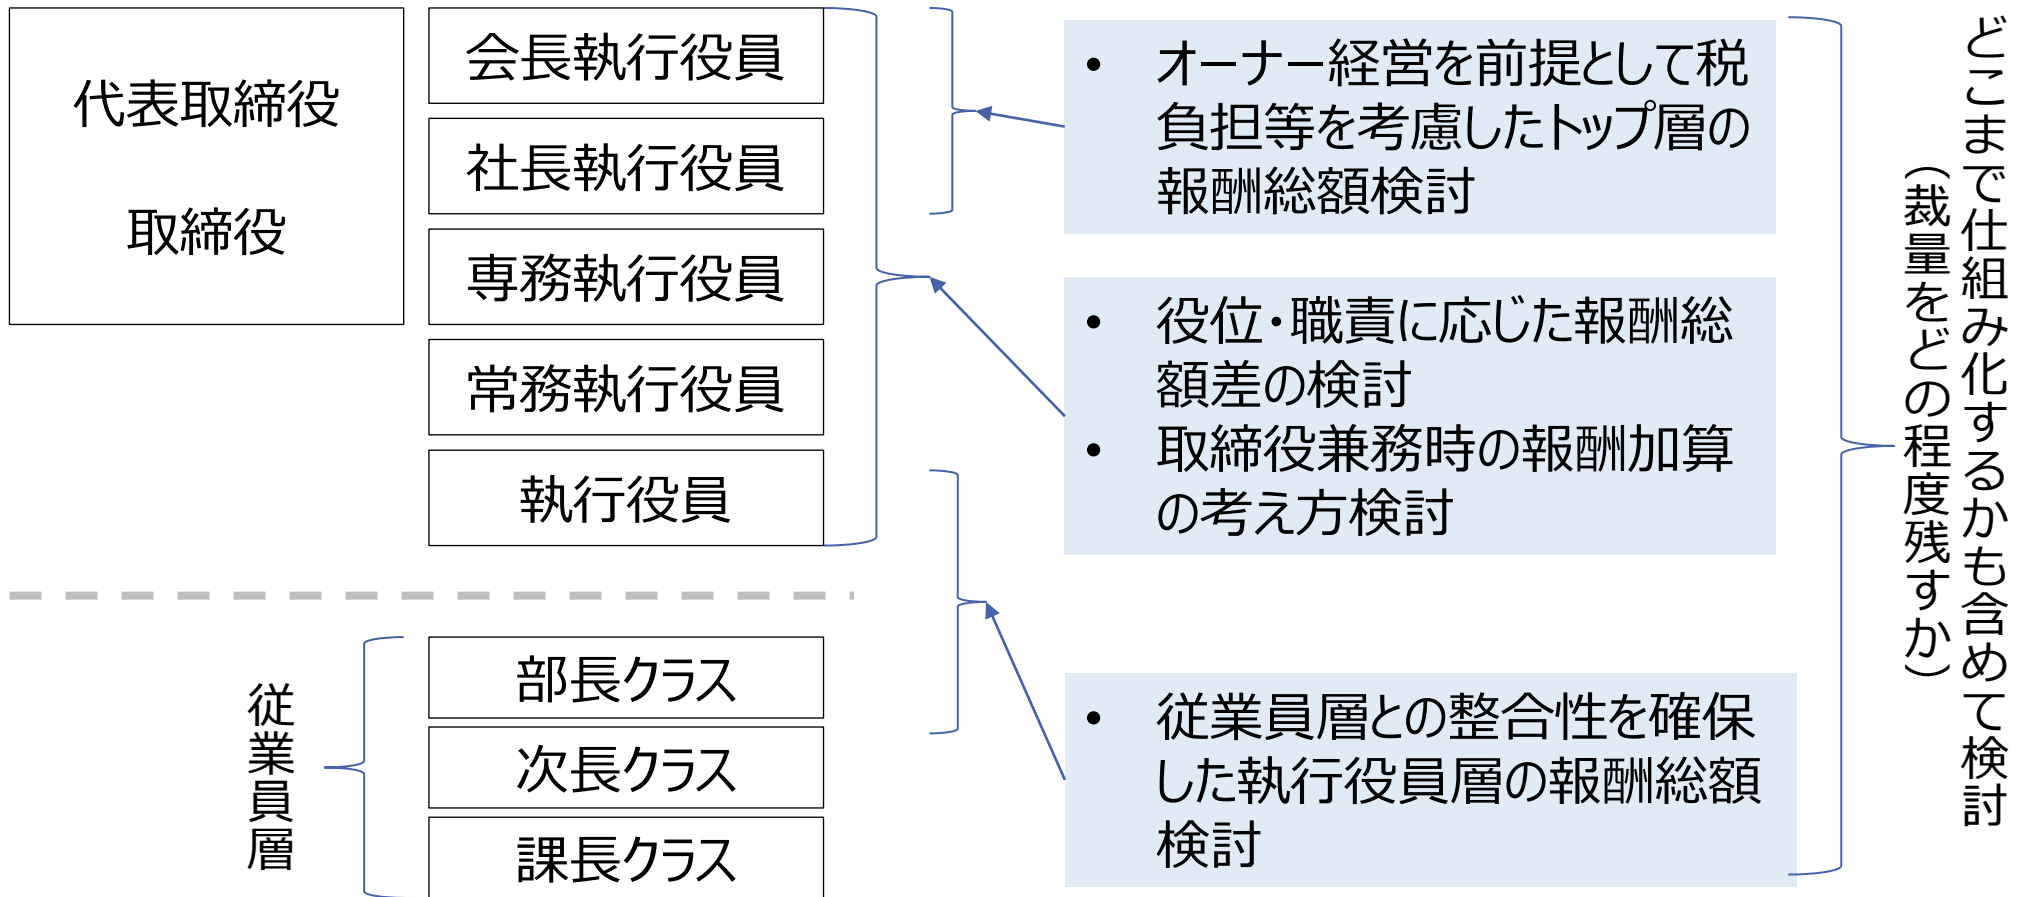 代表取締役
取締役
会長執行役員
社長執行役員
専務執行役員
常務執行役員
執行役員
従業員層
部長クラス
次長クラス
課長クラス
• オーナー経営を前提として税
負担等を考慮したトップ層の
報酬総額検討
• 役位・職責に応じた報酬総
額差の検討
• 取締役兼務時の報酬加算
の考え方検討
• 従業員層との整合性を確保
した執行役員層の報酬総額
検討
どこまで仕組み化するかも含めて検討
（裁量をどの程度残すか）